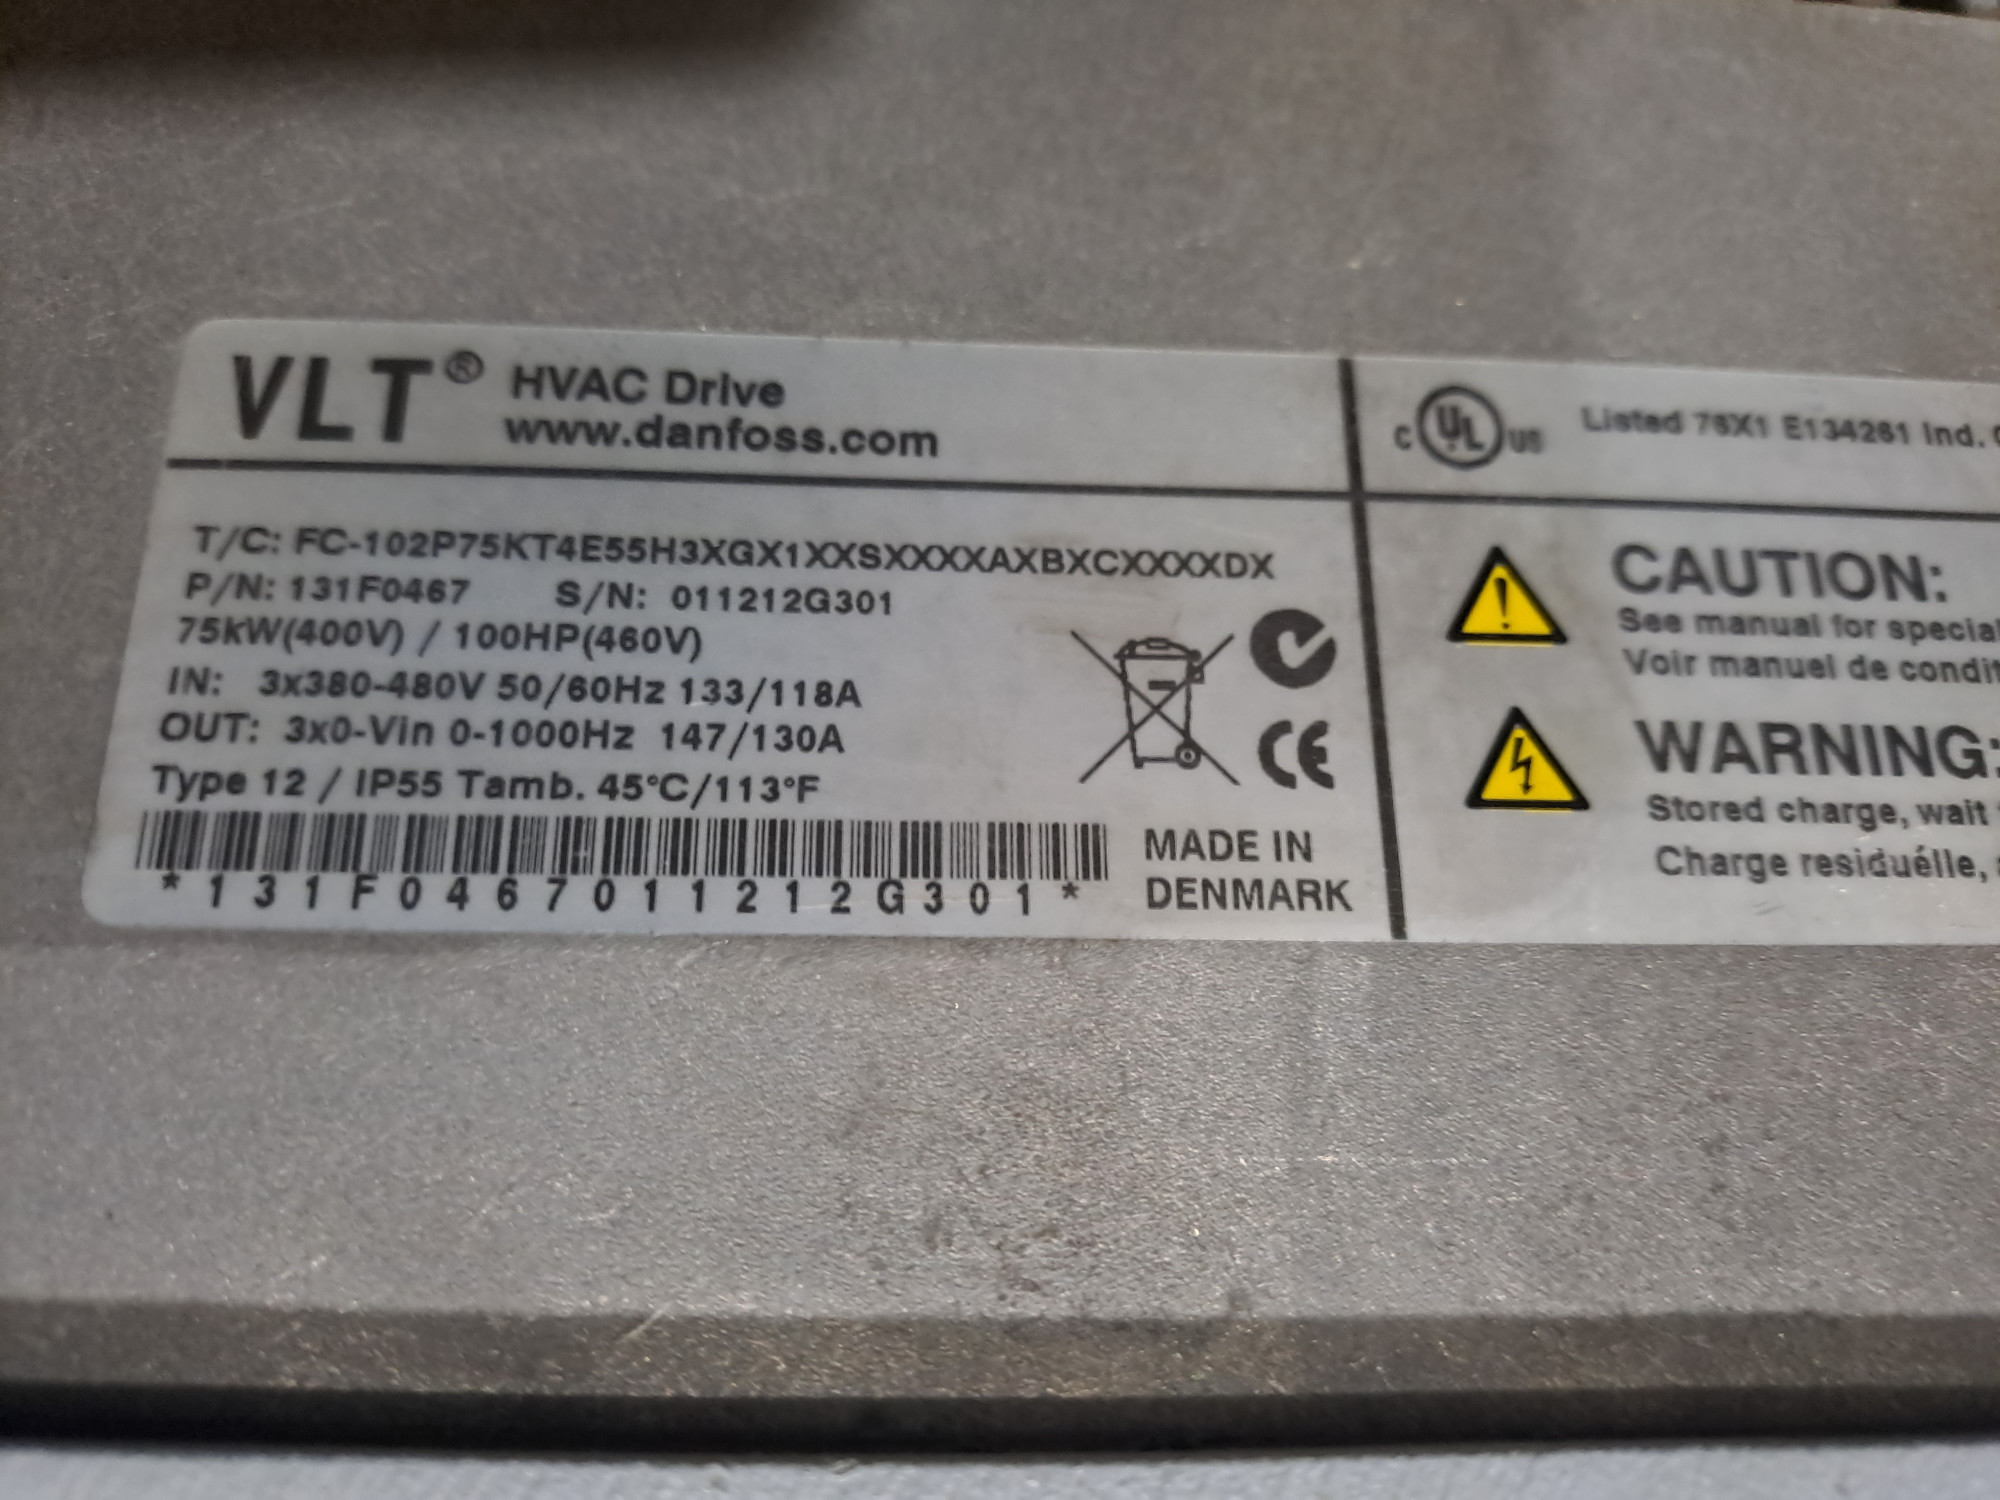 VLT® HVAC Drive
www.danfoss.com
T/C: FC-102P75KT4E55H3XGX1XXSXXXXAXBXCXXXXDX
P/N: 131F0467 S/N: 011212G301
75kW(400V) / 100HP(460V)
IN: 3x380-480V 50/60Hz 133/118A
OUT: 3x0-Vin 0-1000Hz 147/130A
Type 12 / IP55 Tamb. 45°C/113°F
*131F0467011212G301*
MADE IN
DENMARK
CE
c UL US Listed 76X1 E134261 Ind.
CAUTION:
See manual for special
Voir manuel de condit
WARNING:
Stored charge, wait
Charge residuélle,